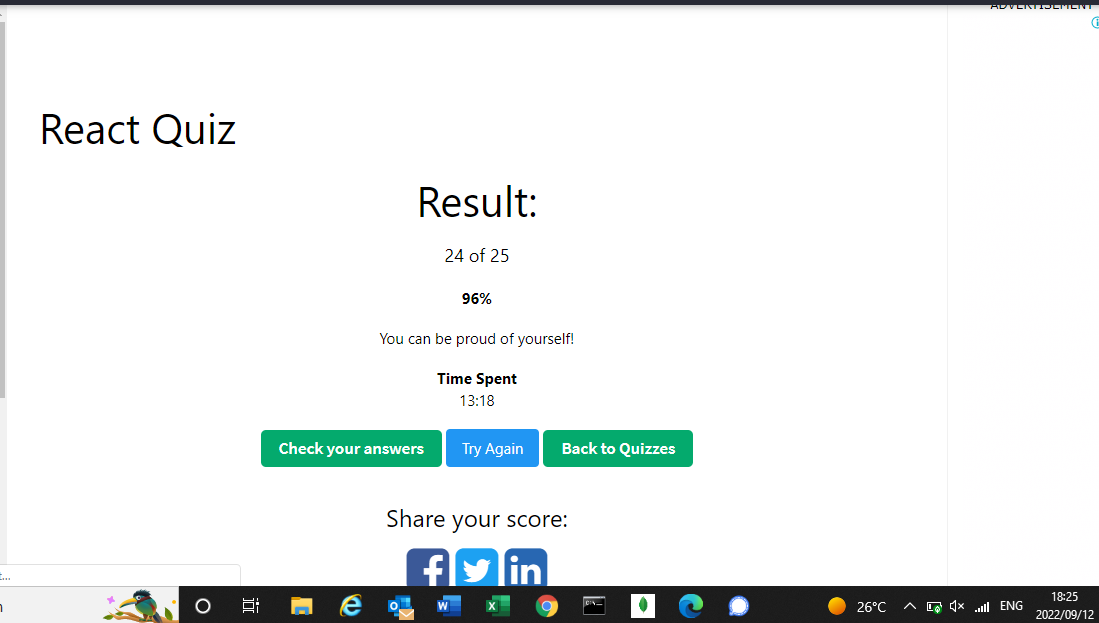 ADVERTISEMENT
React Quiz
Result:
24 of 25
96%
You can be proud of yourself!
Time Spent
13:18
Check your answers Try Again Back to Quizzes
Share your score:
26°C ENG 18:25
2022/09/12